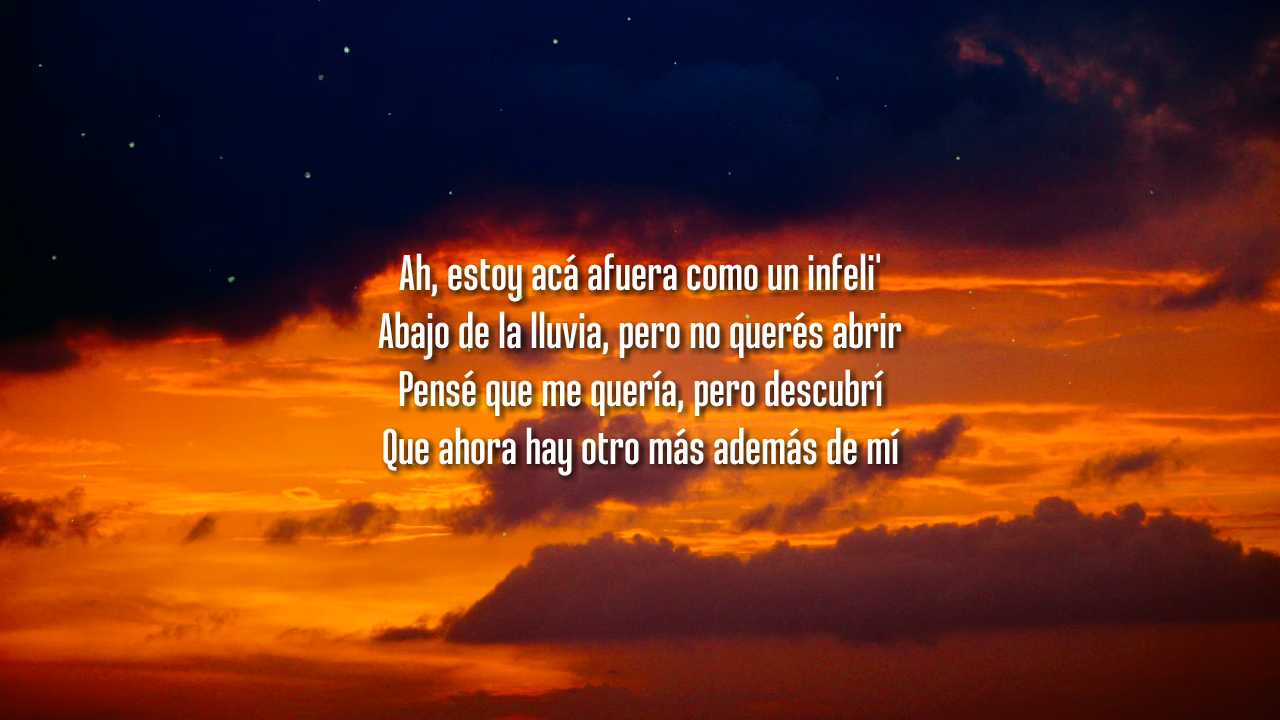 Ah, estoy acá afuera como un infeli'
Abajo de la lluvia, pero no querés abrir
Pensé que me quería, pero descubrí
Que ahora hay otro más además de mí